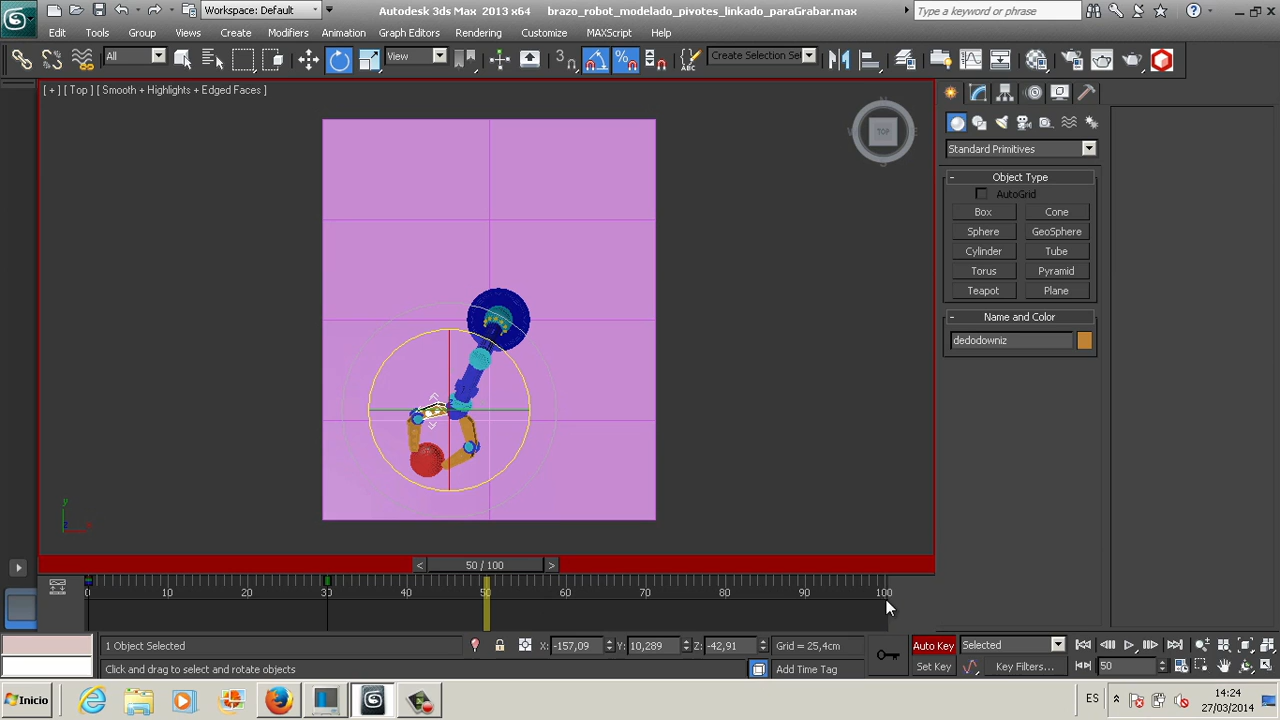 Workspace: Default
Autodesk 3ds Max 2013 x64 brazo_robot_modelado_pivotes_linkado_paraGrabar.max
Type a keyword or phrase
Edit Tools Group Views Create Modifiers Animation Graph Editors Rendering Customize MAXScript Help
All View 3 % ABC Create Selection Se
[ + ] [ Top ] [ Smooth + Highlights + Edged Faces ]
TOP
Standard Primitives
- Object Type
AutoGrid
Box Cone
Sphere GeoSphere
Cylinder Tube
Torus Pyramid
Teapot Plane
- Name and Color
dedodowniz
y
z x
< 50 / 100 >
0 10 20 30 40 50 60 70 80 90 100
1 Object Selected X: -157,09 Y: 10,289 Z: -42,91 Grid = 25,4cm Auto Key Selected
Click and drag to select and rotate objects Add Time Tag Set Key Key Filters... 50
Inicio ES 14:24
27/03/2014